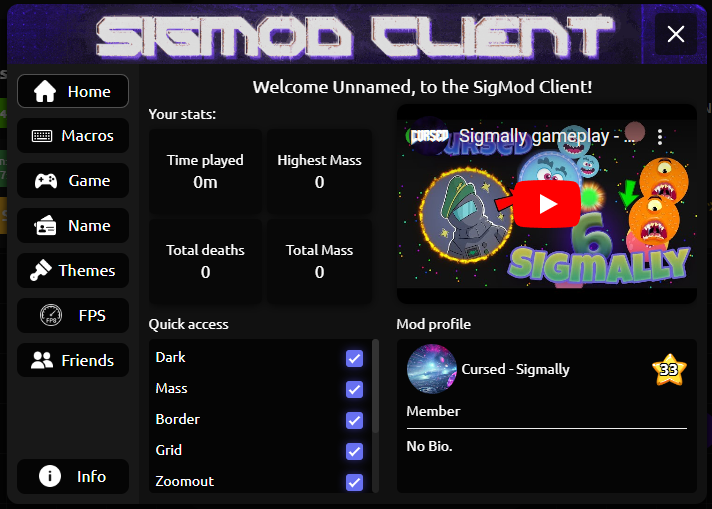 SIGMOD CLIENT
Home
Macros
Game
Name
Themes
FPS
FPS
Friends
Info
Welcome Unnamed, to the SigMod Client!
Your stats:
Time played
0m
Highest Mass
0
Total deaths
0
Total Mass
0
CURSED
Sigmally gameplay - ...
CURSED
6
SIGMALLY
Quick access
Dark
Mass
Border
Grid
Zoomout
Mod profile
Cursed - Sigmally
33
Member
No Bio.